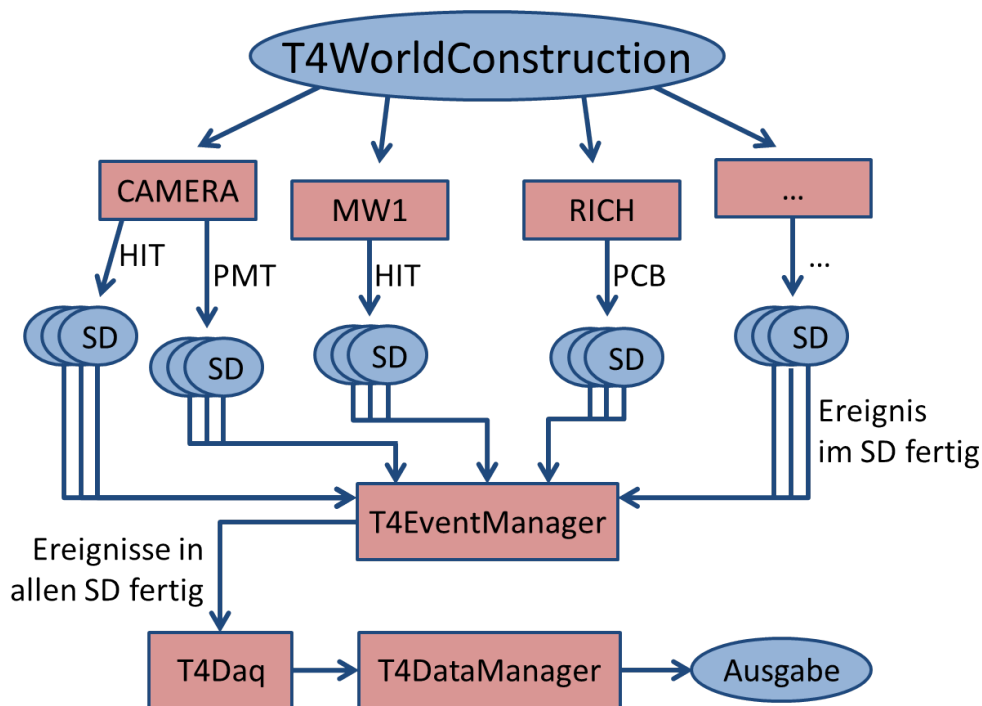 T4WorldConstruction
CAMERA
MW1
RICH
...
HIT
PMT
HIT
PCB
...
SD
SD
SD
SD
SD
Ereignis
im SD fertig
T4EventManager
Ereignisse in
allen SD fertig
T4Daq
T4DataManager
Ausgabe